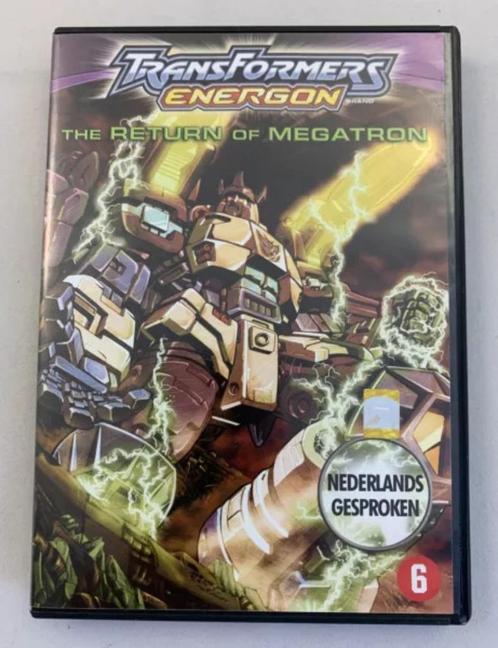 TRANSFORMERS
ENERGON
THE RETURN OF MEGATRON
NEDERLANDS
GESPROKEN
6